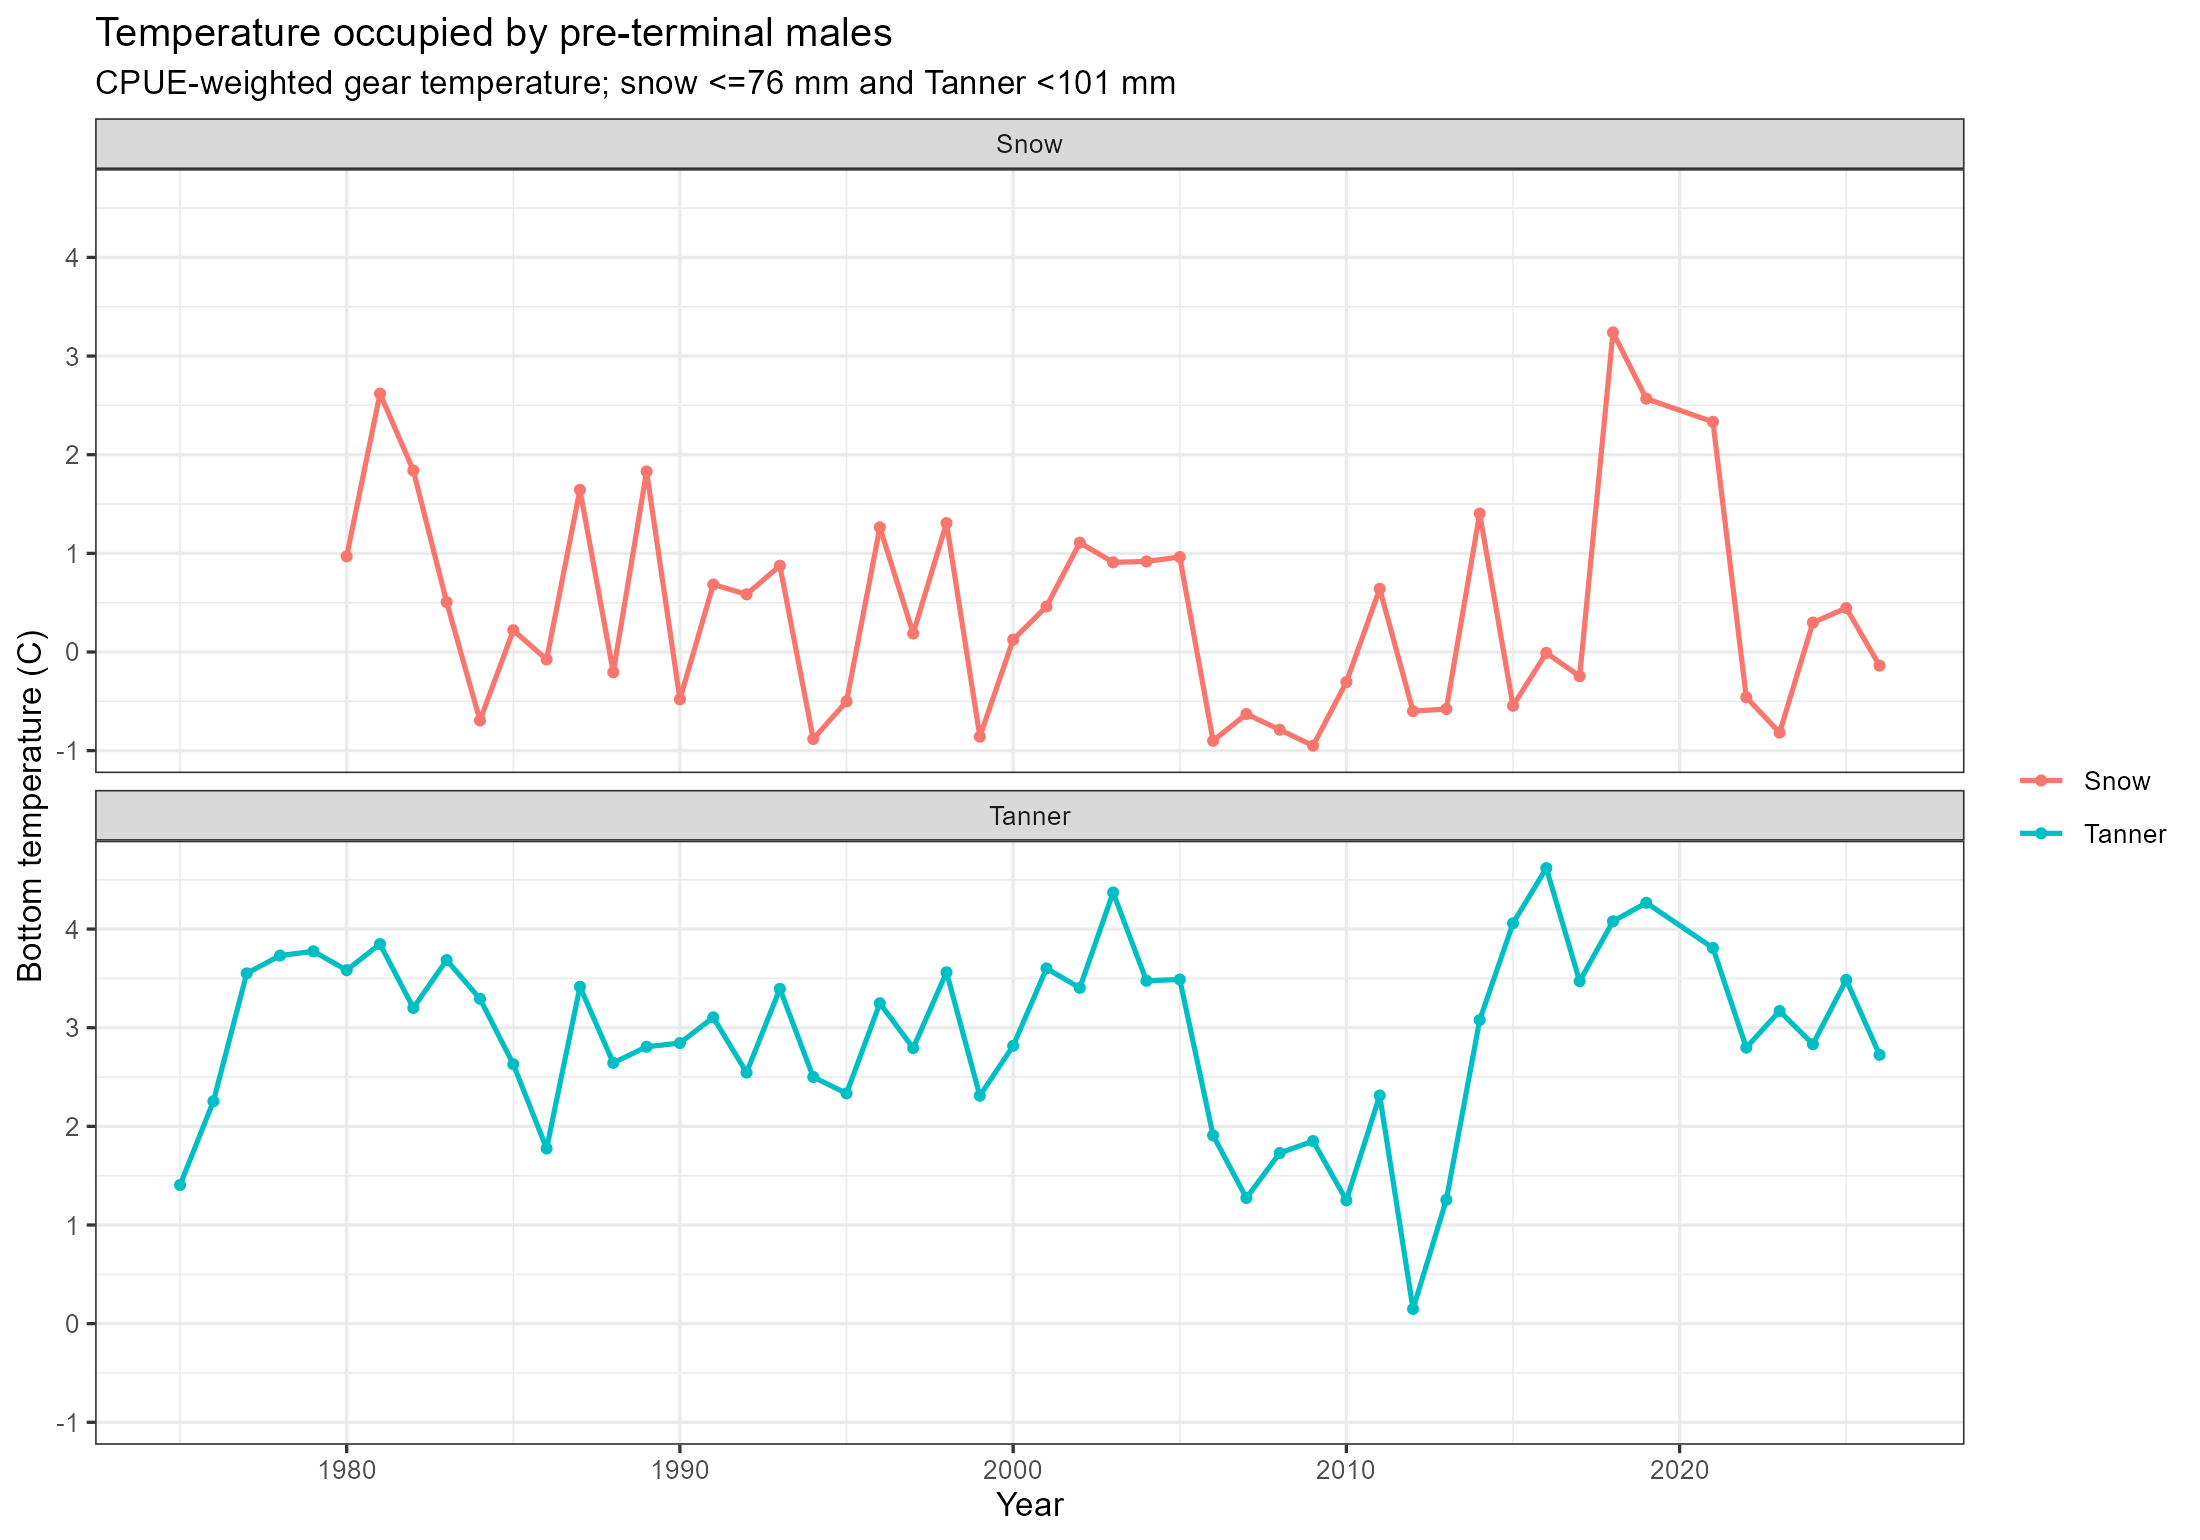 Temperature occupied by pre-terminal males
CPUE-weighted gear temperature; snow <=76 mm and Tanner <101 mm
Snow
4
3
2
1
0
-1
Tanner
4
3
2
1
0
-1
Bottom temperature (C)
1980 1990 2000 2010 2020
Year
Snow
Tanner